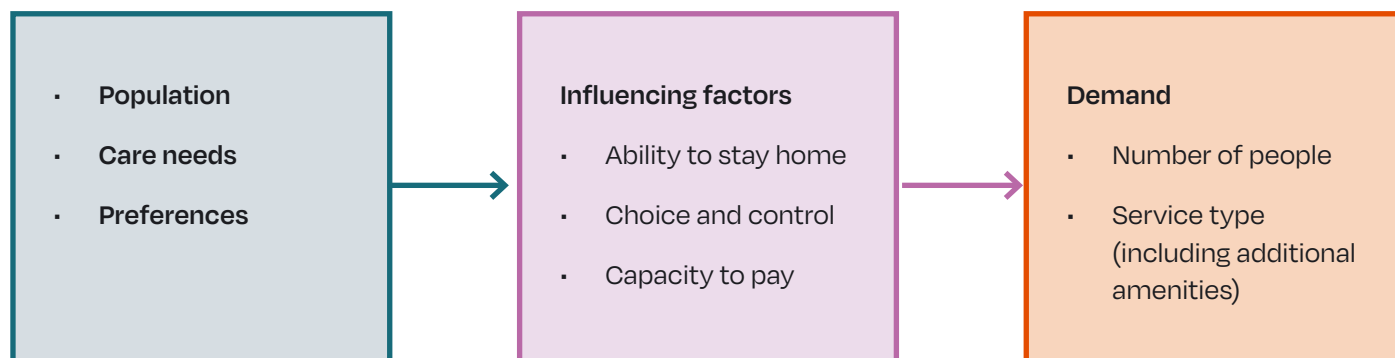 ▪ Population
▪ Care needs
▪ Preferences
Influencing factors
▪ Ability to stay home
▪ Choice and control
▪ Capacity to pay
Demand
▪ Number of people
▪ Service type
(including additional
amenities)